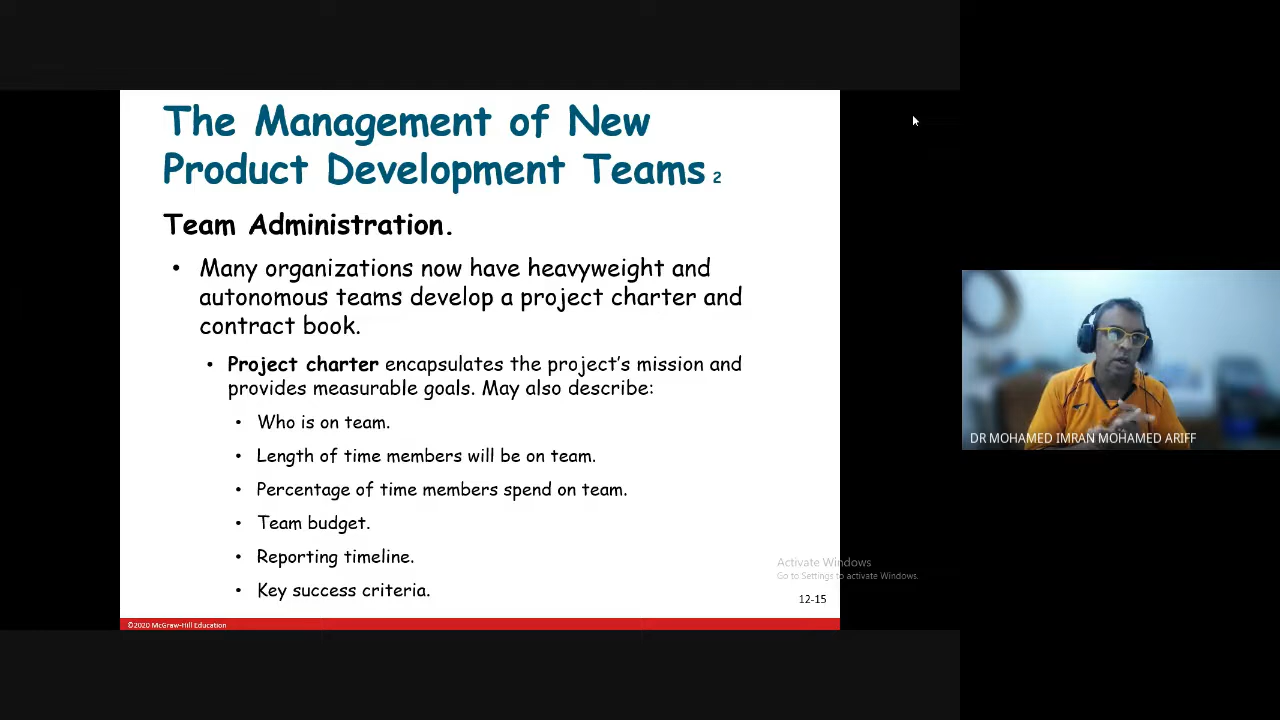 The Management of New
Product Development Teams 2
Team Administration.
• Many organizations now have heavyweight and
autonomous teams develop a project charter and
contract book.
• Project charter encapsulates the project's mission and
provides measurable goals. May also describe:
• Who is on team.
• Length of time members will be on team.
• Percentage of time members spend on team.
• Team budget.
• Reporting timeline.
• Key success criteria.
Activate Windows
Go to Settings to activate Windows.
12-15
©2020 McGraw-Hill Education
DR MOHAMED IMRAN MOHAMED ARIFF